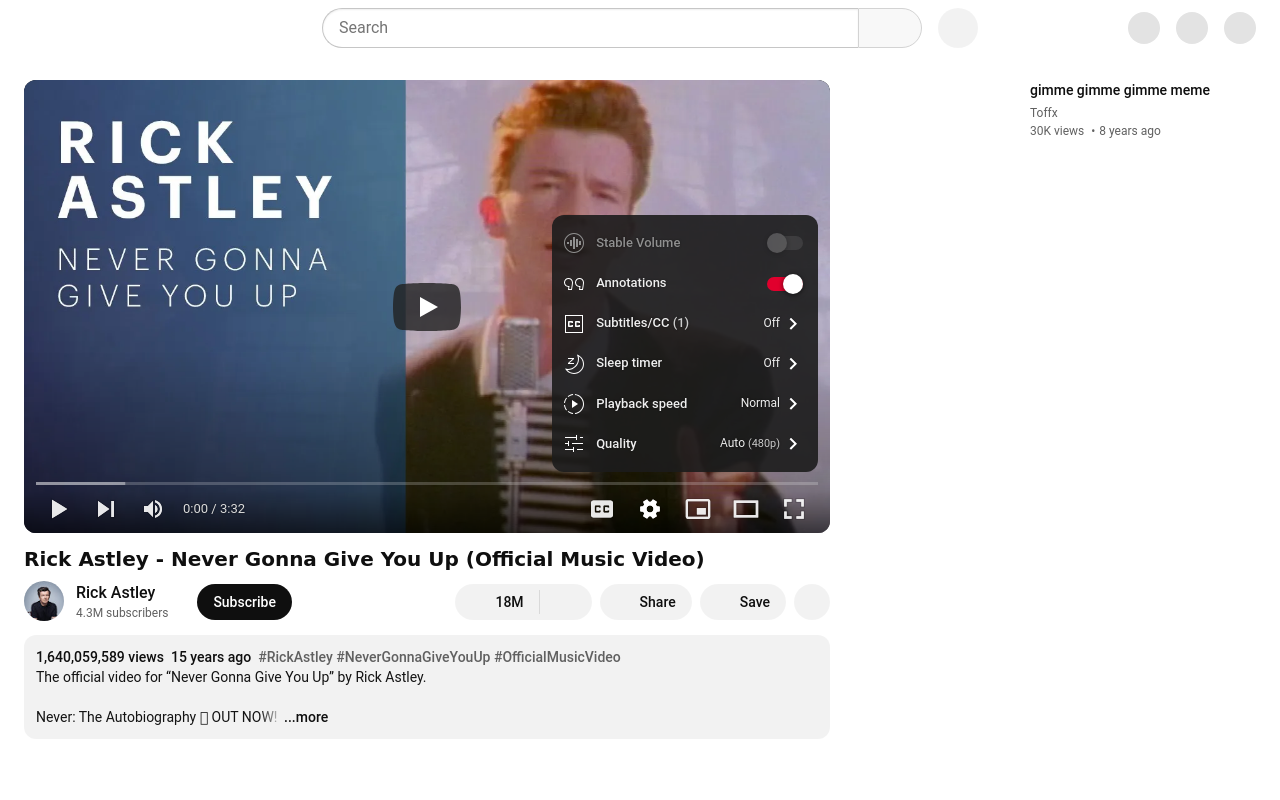 Search
RICK
ASTLEY
NEVER GONNA
GIVE YOU UP
Stable Volume
Annotations
Subtitles/CC (1) Off
Sleep timer Off
Playback speed Normal
Quality Auto (480p)
CC
0:00 / 3:32
CC
Rick Astley - Never Gonna Give You Up (Official Music Video)
Rick Astley
4.3M subscribers
Subscribe
18M
Share
Save
1,640,059,589 views 15 years ago #RickAstley #NeverGonnaGiveYouUp #OfficialMusicVideo
The official video for “Never Gonna Give You Up” by Rick Astley.
Never: The Autobiography ▯ OUT NOW! ...more
gimme gimme gimme meme
Toffx
30K views • 8 years ago